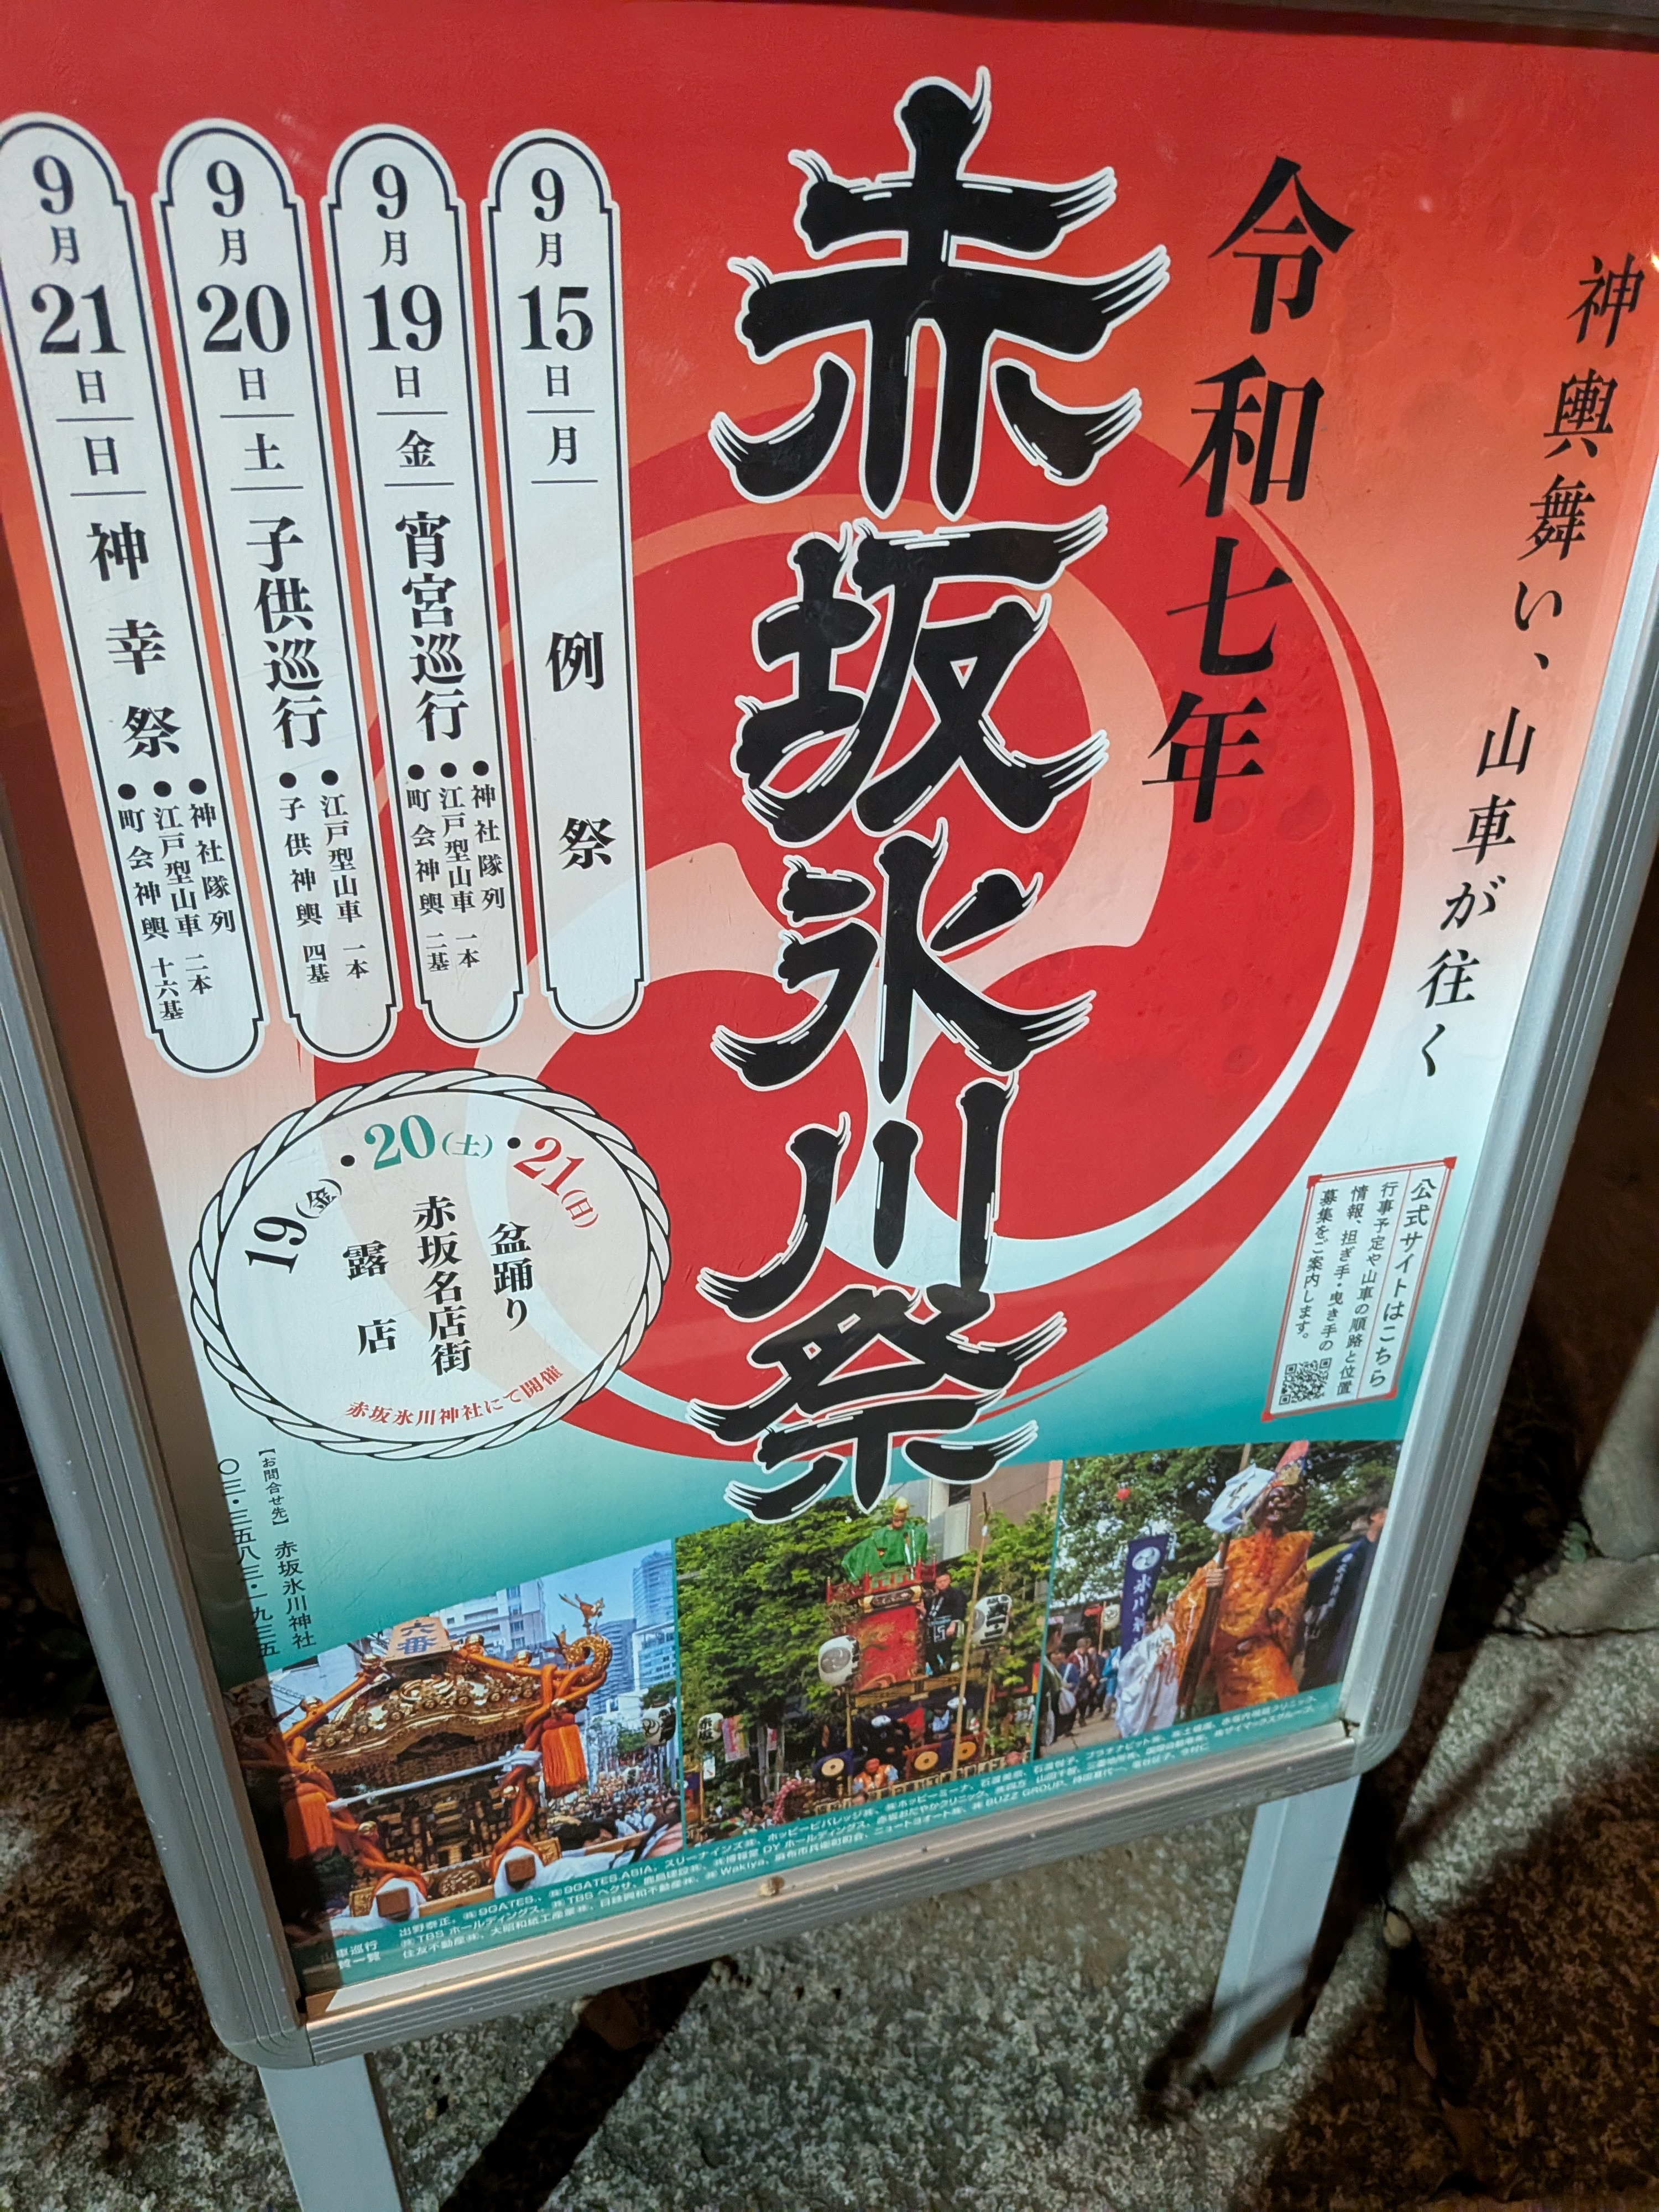 神輿舞い、山車が往く
令和七年
赤坂氷川祭
9月15日 月 例祭
9月19日 金 宵宮巡行
●神社隊列
●江戸型山車 一本
●町会神輿 二基
9月20日 土 子供巡行
●江戸型山車 一本
●子供神輿 四基
9月21日 日 神幸祭
●神社隊列
●江戸型山車 二本
●町会神輿 十六基
19(金)・20(土)・21(日)
盆踊り
赤坂名店街
露店
赤坂氷川神社にて開催
公式サイトはこちら
行事予定や山車の順路と位置
情報、担ぎ手・曳き手の
募集をご案内します。
【お問合せ先】 赤坂氷川神社
〇三・三五八三・一九三五
六番
氷川
山車巡行